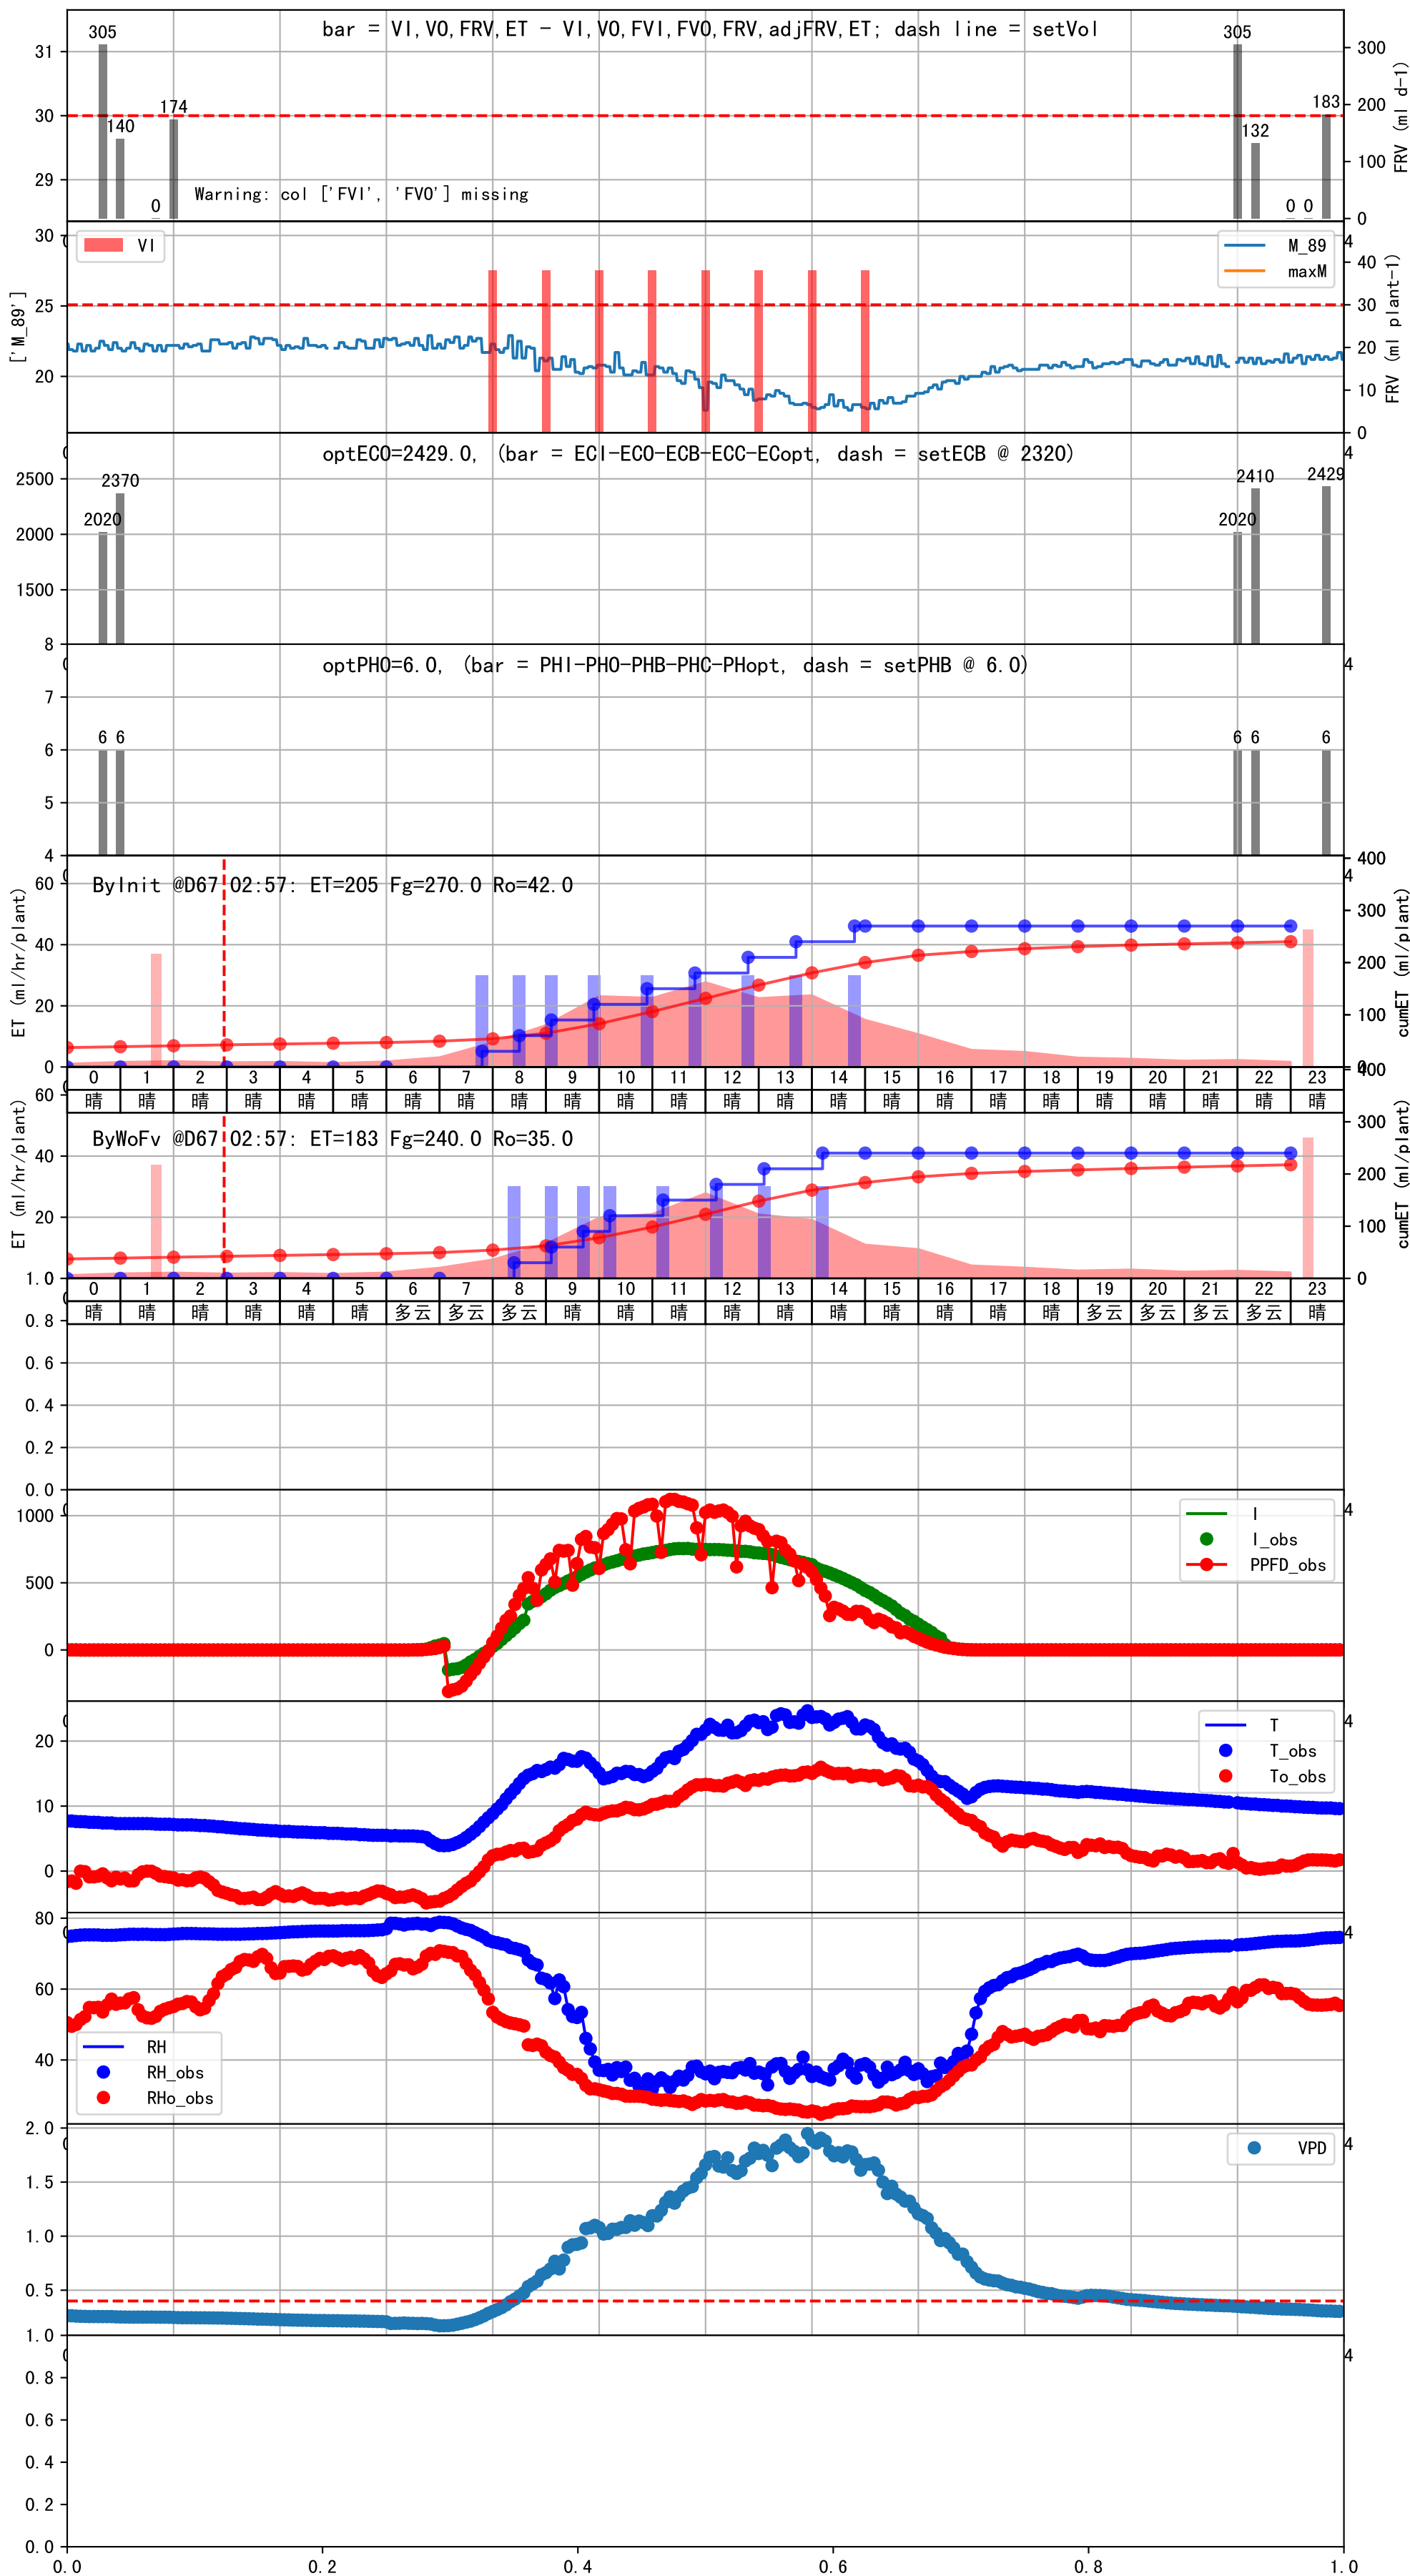 bar = VI,VO,FRV,ET - VI,VO,FVI,FVO,FRV,adjFRV,ET; dash line = setVol
305
140
0
174
305
132
0
0
183
Warning: col ['FVI', 'FVO'] missing
31
30
29
300
200
100
0
FRV (ml d-1)
VI
M_89
maxM
['M_89']
30
25
20
4
40
30
20
10
0
FRV (ml plant-1)
optECO=2429.0, (bar = ECI-ECO-ECB-ECC-ECopt, dash = setECB @ 2320)
2020
2370
2020
2410
2429
2500
2000
1500
4
optPHO=6.0, (bar = PHI-PHO-PHB-PHC-PHopt, dash = setPHB @ 6.0)
6
6
6
6
6
8
7
6
5
4
4
ByInit @D67 02:57: ET=205 Fg=270.0 Ro=42.0
ET (ml/hr/plant)
60
40
20
0
400
4
300
200
100
cumET (ml/plant)
0 1 2 3 4 5 6 7 8 9 10 11 12 13 14 15 16 17 18 19 20 21 22 23
晴 晴 晴 晴 晴 晴 晴 晴 晴 晴 晴 晴 晴 晴 晴 晴 晴 晴 晴 晴 晴 晴 晴 晴
ByWoFv @D67 02:57: ET=183 Fg=240.0 Ro=35.0
ET (ml/hr/plant)
60
40
20
400
300
200
100
0
cumET (ml/plant)
0 1 2 3 4 5 6 7 8 9 10 11 12 13 14 15 16 17 18 19 20 21 22 23
晴 晴 晴 晴 晴 晴 多云 多云 多云 晴 晴 晴 晴 晴 晴 晴 晴 晴 晴 多云 多云 多云 多云 晴
1.0
0.8
0.6
0.4
0.2
0.0
4
I
I_obs
PPFD_obs
1000
500
0
4
T
T_obs
To_obs
20
10
0
4
RH
RH_obs
RHo_obs
80
60
40
4
VPD
2.0
1.5
1.0
0.5
4
1.0
0.8
0.6
0.4
0.2
0.0
0.0 0.2 0.4 0.6 0.8 1.0